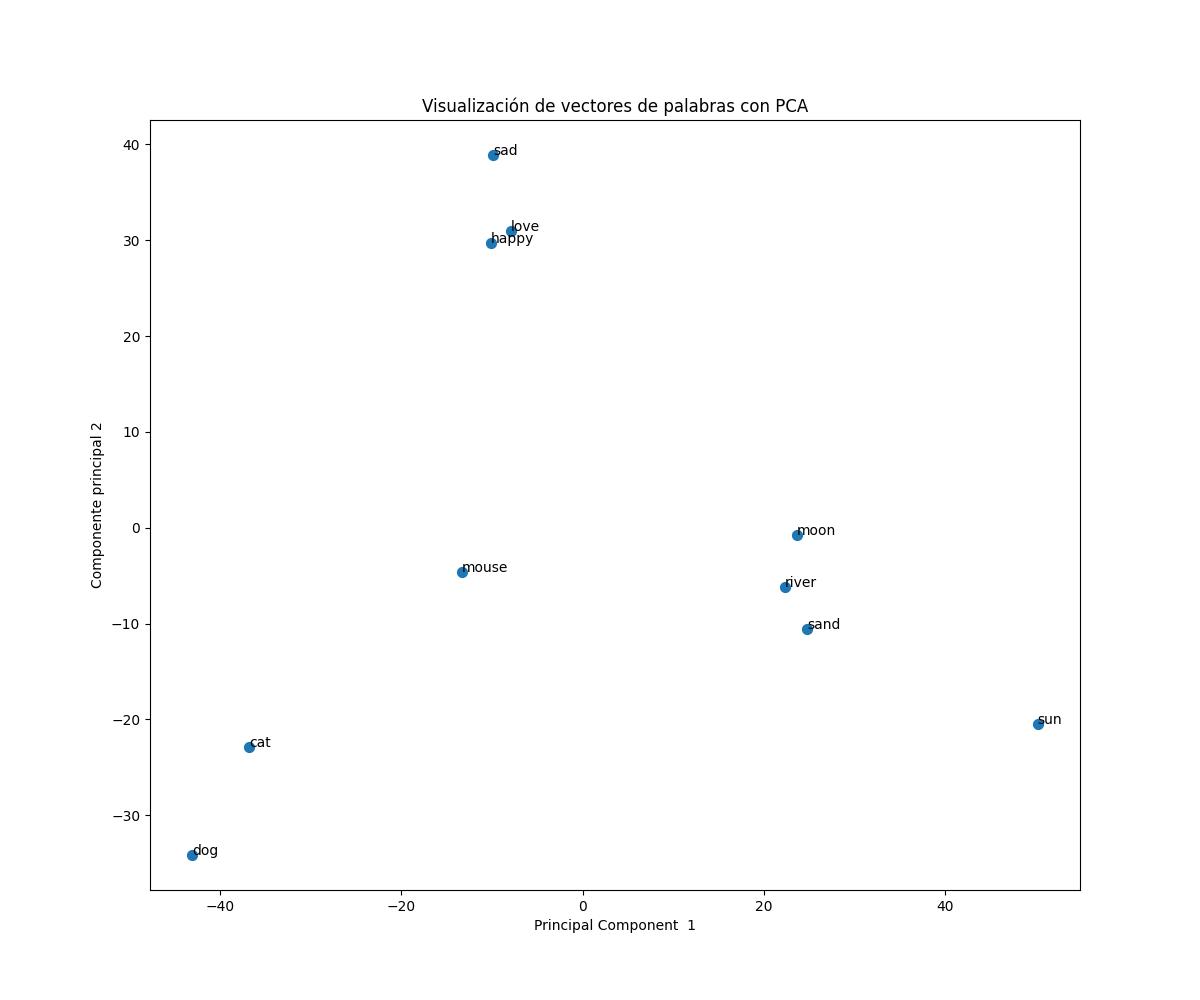 Visualización de vectores de palabras con PCA
40
sad
love
30
happy
20
Componente principal 2
10
0
moon
mouse
river
−10
sand
−20
sun
cat
−30
dog
−40
−20
0
20
40
Principal Component  1